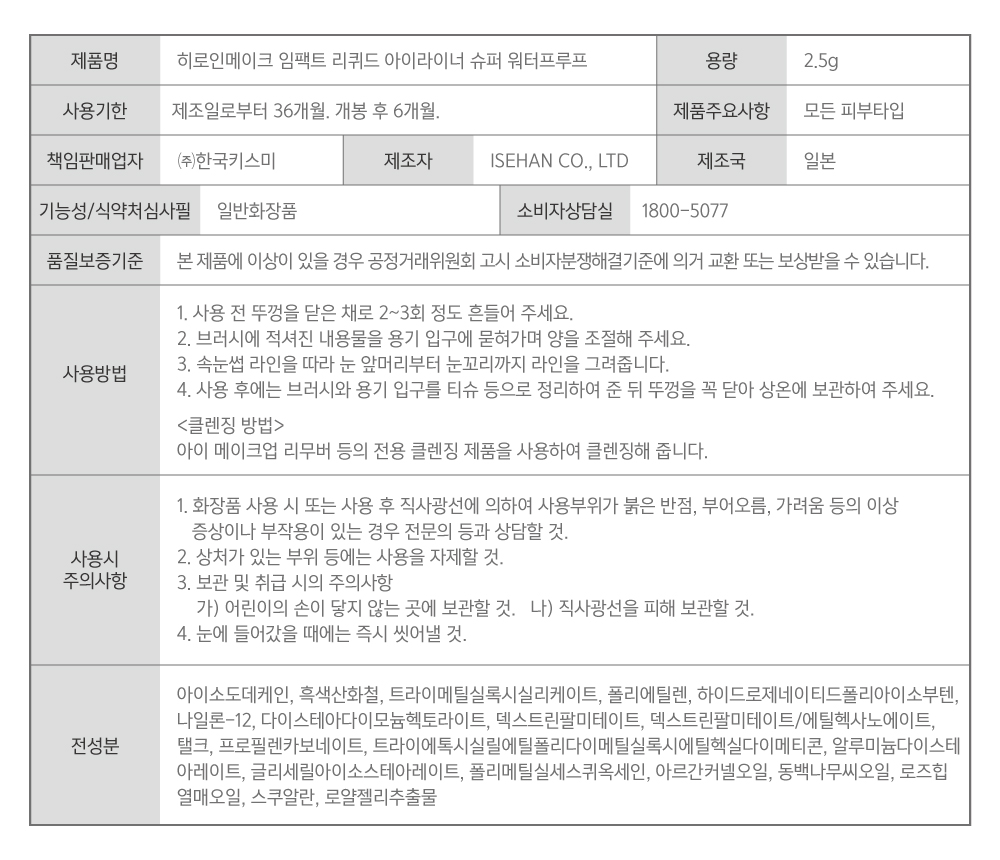 제품명 히로인메이크 임팩트 리퀴드 아이라이너 슈퍼 워터프루프 용량 2.5g
사용기한 제조일로부터 36개월. 개봉 후 6개월. 제품주요사항 모든 피부타입
책임판매업자 ㈜한국키스미 제조자 ISEHAN CO., LTD 제조국 일본
기능성/식약처심사필 일반화장품 소비자상담실 1800-5077
품질보증기준 본 제품에 이상이 있을 경우 공정거래위원회 고시 소비자분쟁해결기준에 의거 교환 또는 보상받을 수 있습니다.
사용방법
1. 사용 전 뚜껑을 닫은 채로 2~3회 정도 흔들어 주세요.
2. 브러시에 적셔진 내용물을 용기 입구에 묻혀가며 양을 조절해 주세요.
3. 속눈썹 라인을 따라 눈 앞머리부터 눈꼬리까지 라인을 그려줍니다.
4. 사용 후에는 브러시와 용기 입구를 티슈 등으로 정리하여 준 뒤 뚜껑을 꼭 닫아 상온에 보관하여 주세요.
<클렌징 방법>
아이 메이크업 리무버 등의 전용 클렌징 제품을 사용하여 클렌징해 줍니다.
사용시
주의사항
1. 화장품 사용 시 또는 사용 후 직사광선에 의하여 사용부위가 붉은 반점, 부어오름, 가려움 등의 이상
증상이나 부작용이 있는 경우 전문의 등과 상담할 것.
2. 상처가 있는 부위 등에는 사용을 자제할 것.
3. 보관 및 취급 시의 주의사항
가) 어린이의 손이 닿지 않는 곳에 보관할 것. 나) 직사광선을 피해 보관할 것.
4. 눈에 들어갔을 때에는 즉시 씻어낼 것.
전성분
아이소도데케인, 흑색산화철, 트라이메틸실록시실리케이트, 폴리에틸렌, 하이드로제네이티드폴리아이소부텐,
나일론-12, 다이스테아다이모늄헥토라이트, 덱스트린팔미테이트, 덱스트린팔미테이트/에틸헥사노에이트,
탤크, 프로필렌카보네이트, 트라이에톡시실릴에틸폴리다이메틸실록시에틸헥실다이메티콘, 알루미늄다이스테
아레이트, 글리세릴아이소스테아레이트, 폴리메틸실세스퀴옥세인, 아르간커넬오일, 동백나무씨오일, 로즈힙
열매오일, 스쿠알란, 로얄젤리추출물